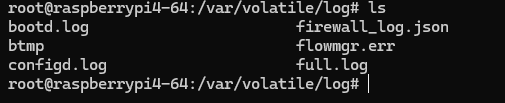 root@raspberrypi4-64:/var/volatile/log# ls
bootd.log firewall_log.json
btmp flowmgr.err
configd.log full.log
root@raspberrypi4-64:/var/volatile/log#